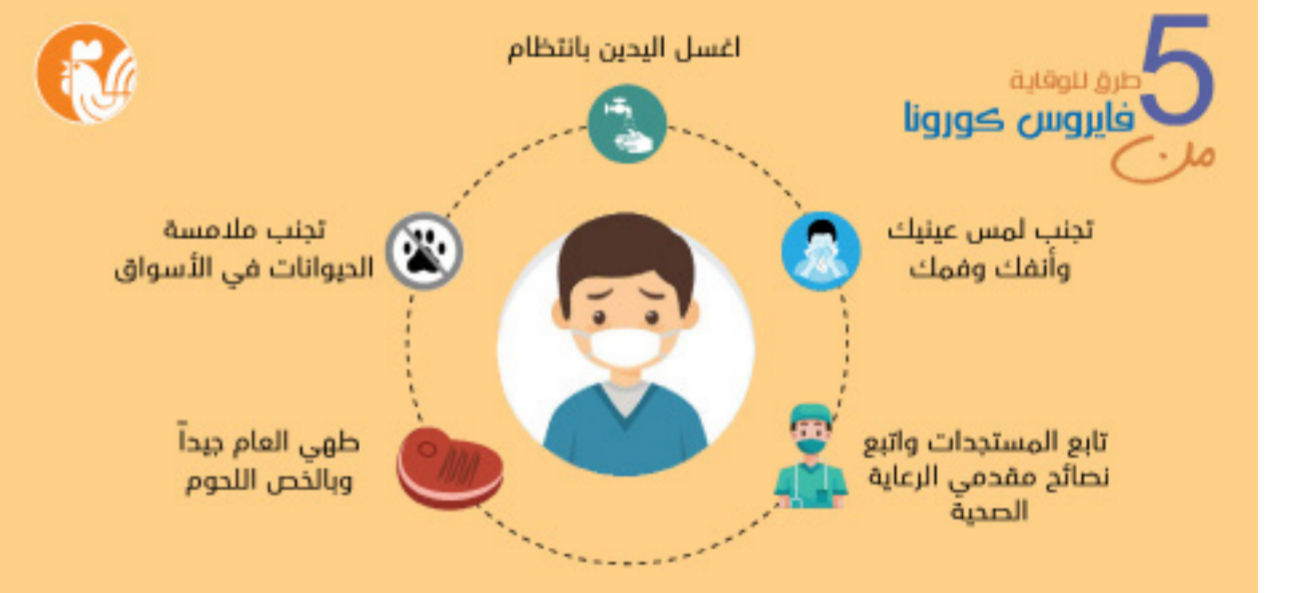 5
طرق للوقاية
من
فايروس كورونا
اغسل اليدين بانتظام
تجنب لمس عينيك
وأنفك وفمك
تابع المستجدات واتبع
نصائح مقدمي الرعاية
الصحية
تجنب ملامسة
الحيوانات في الأسواق
طهي العام جيداً
وبالخص اللحوم